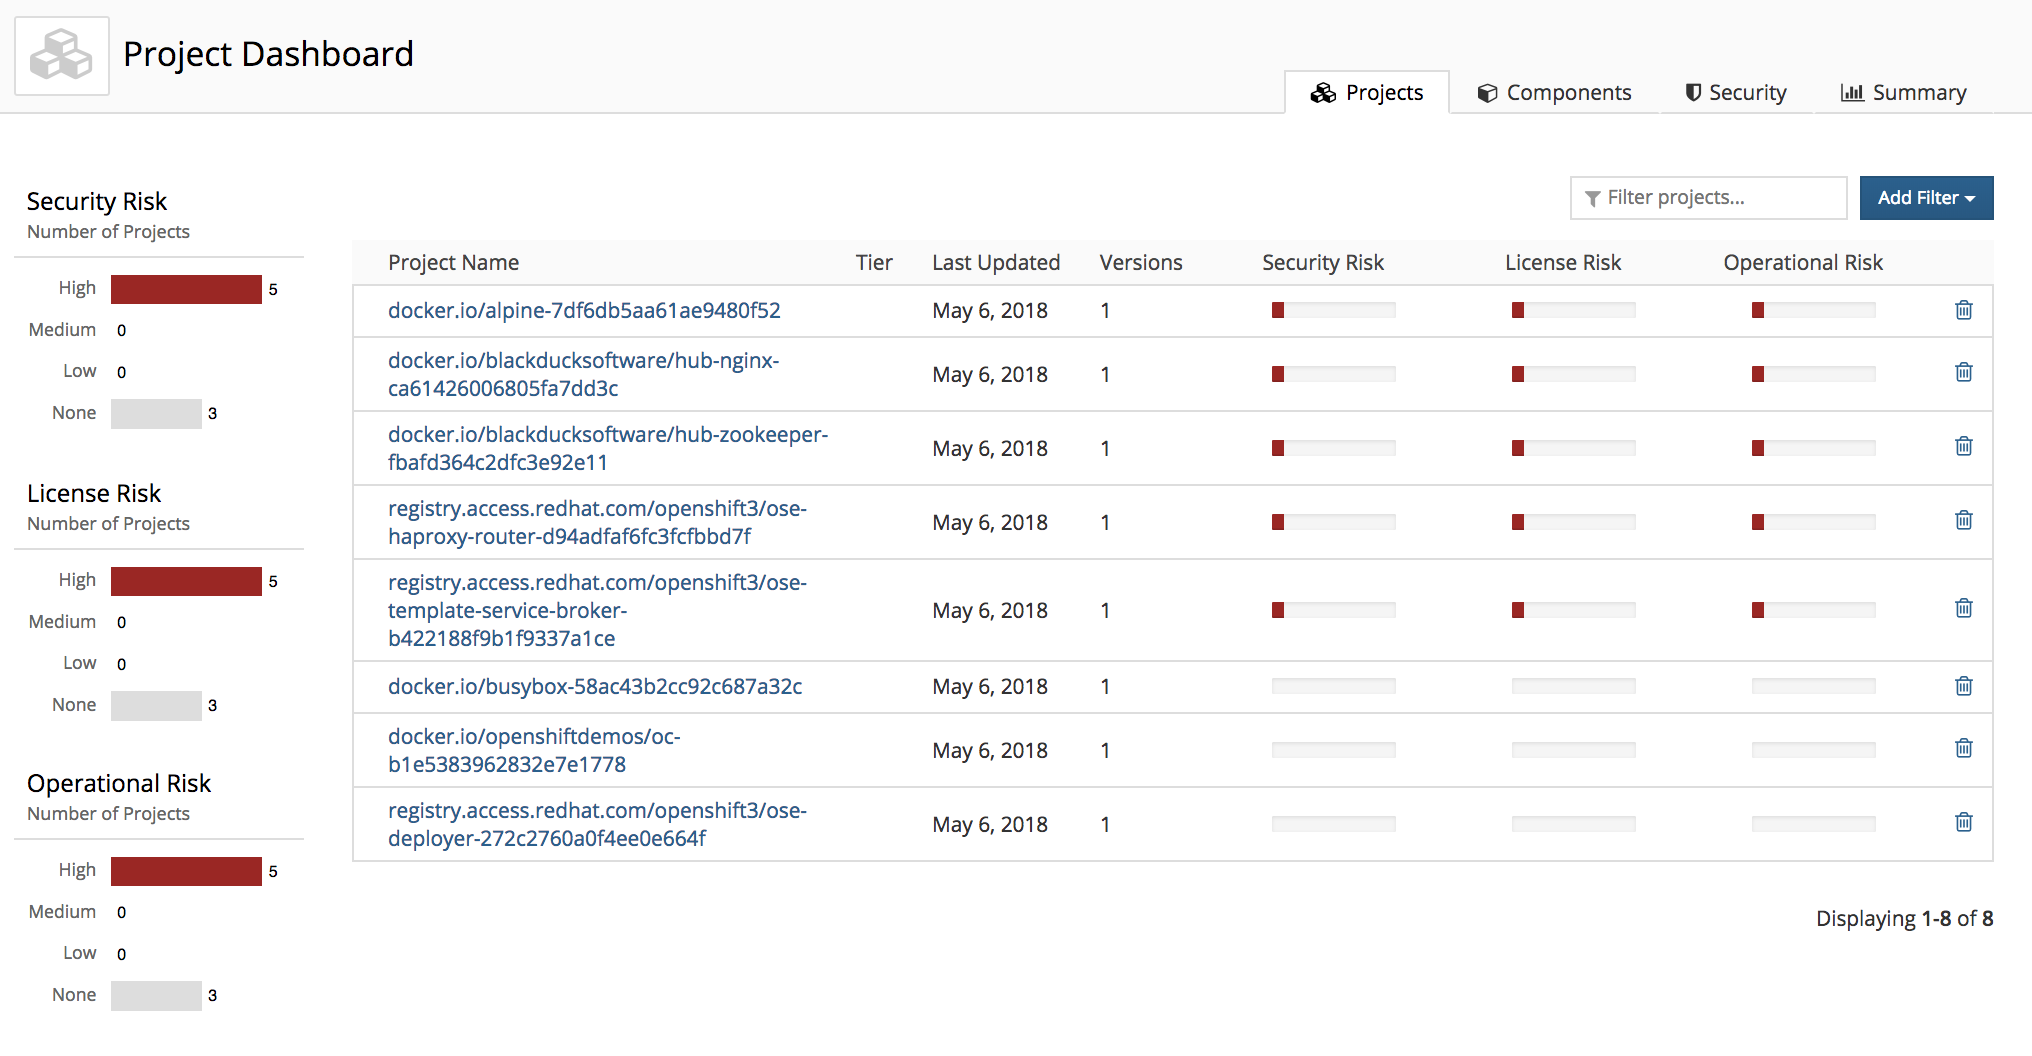 Project Dashboard
Projects
Components
Security
Summary
Security Risk
Number of Projects
High 5
Medium 0
Low 0
None 3
License Risk
Number of Projects
High 5
Medium 0
Low 0
None 3
Operational Risk
Number of Projects
High 5
Medium 0
Low 0
None 3
Filter projects...
Add Filter
Project Name Tier Last Updated Versions Security Risk License Risk Operational Risk
docker.io/alpine-7df6db5aa61ae9480f52 May 6, 2018 1
docker.io/blackducksoftware/hub-nginx-
ca61426006805fa7dd3c May 6, 2018 1
docker.io/blackducksoftware/hub-zookeeper-
fbafd364c2dfc3e92e11 May 6, 2018 1
registry.access.redhat.com/openshift3/ose-
haproxy-router-d94adfaf6fc3fcfbbd7f May 6, 2018 1
registry.access.redhat.com/openshift3/ose-
template-service-broker- May 6, 2018 1
b422188f9b1f9337a1ce
docker.io/busybox-58ac43b2cc92c687a32c May 6, 2018 1
docker.io/openshiftdemos/oc-
b1e5383962832e7e1778 May 6, 2018 1
registry.access.redhat.com/openshift3/ose-
deployer-272c2760a0f4ee0e664f May 6, 2018 1
Displaying 1-8 of 8